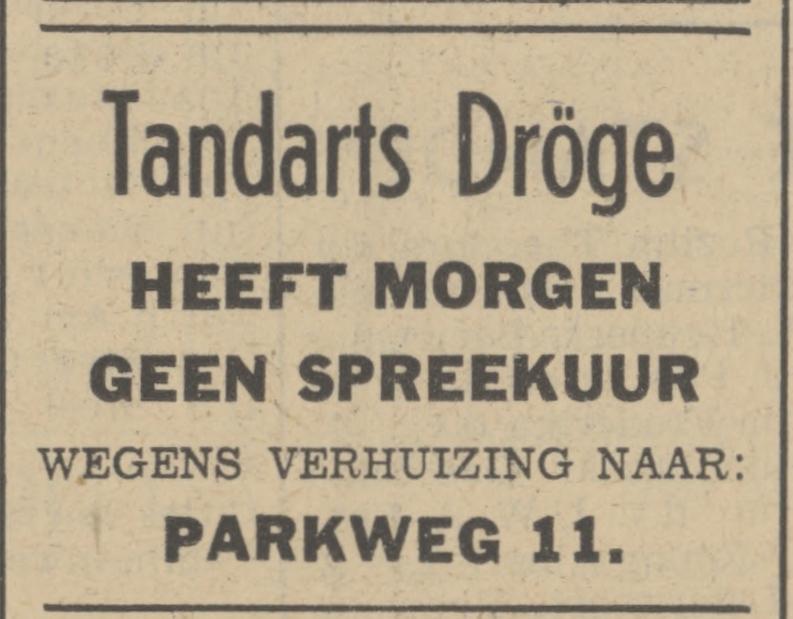 Tandarts Dröge
HEEFT MORGEN
GEEN SPREEKUUR
WEGENS VERHUIZING NAAR:
PARKWEG 11.